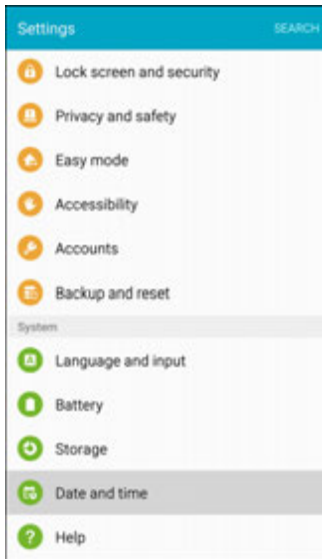 Settings SEARCH
Lock screen and security
Privacy and safety
Easy mode
Accessibility
Accounts
Backup and reset
System
Language and input
Battery
Storage
Date and time
Help